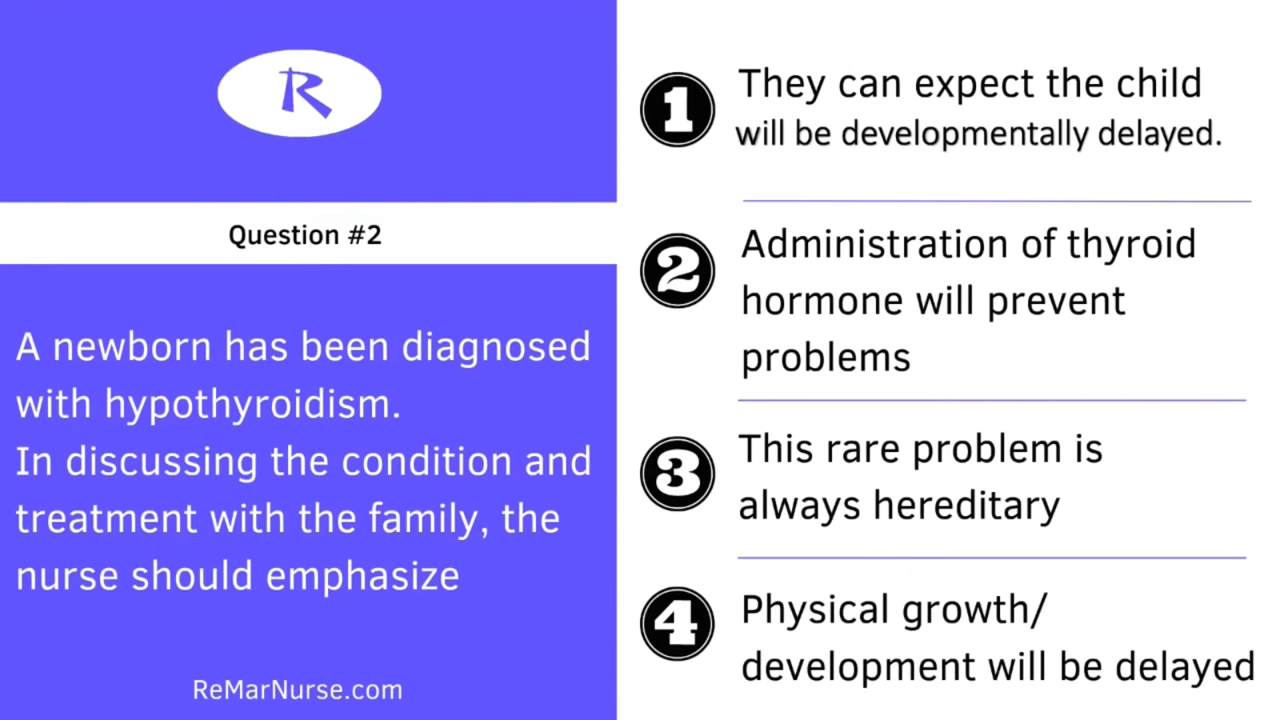 R
Question #2
A newborn has been diagnosed
with hypothyroidism.
In discussing the condition and
treatment with the family, the
nurse should emphasize
ReMarNurse.com
1
They can expect the child
will be developmentally delayed.
2
Administration of thyroid
hormone will prevent
problems
3
This rare problem is
always hereditary
4
Physical growth/
development will be delayed